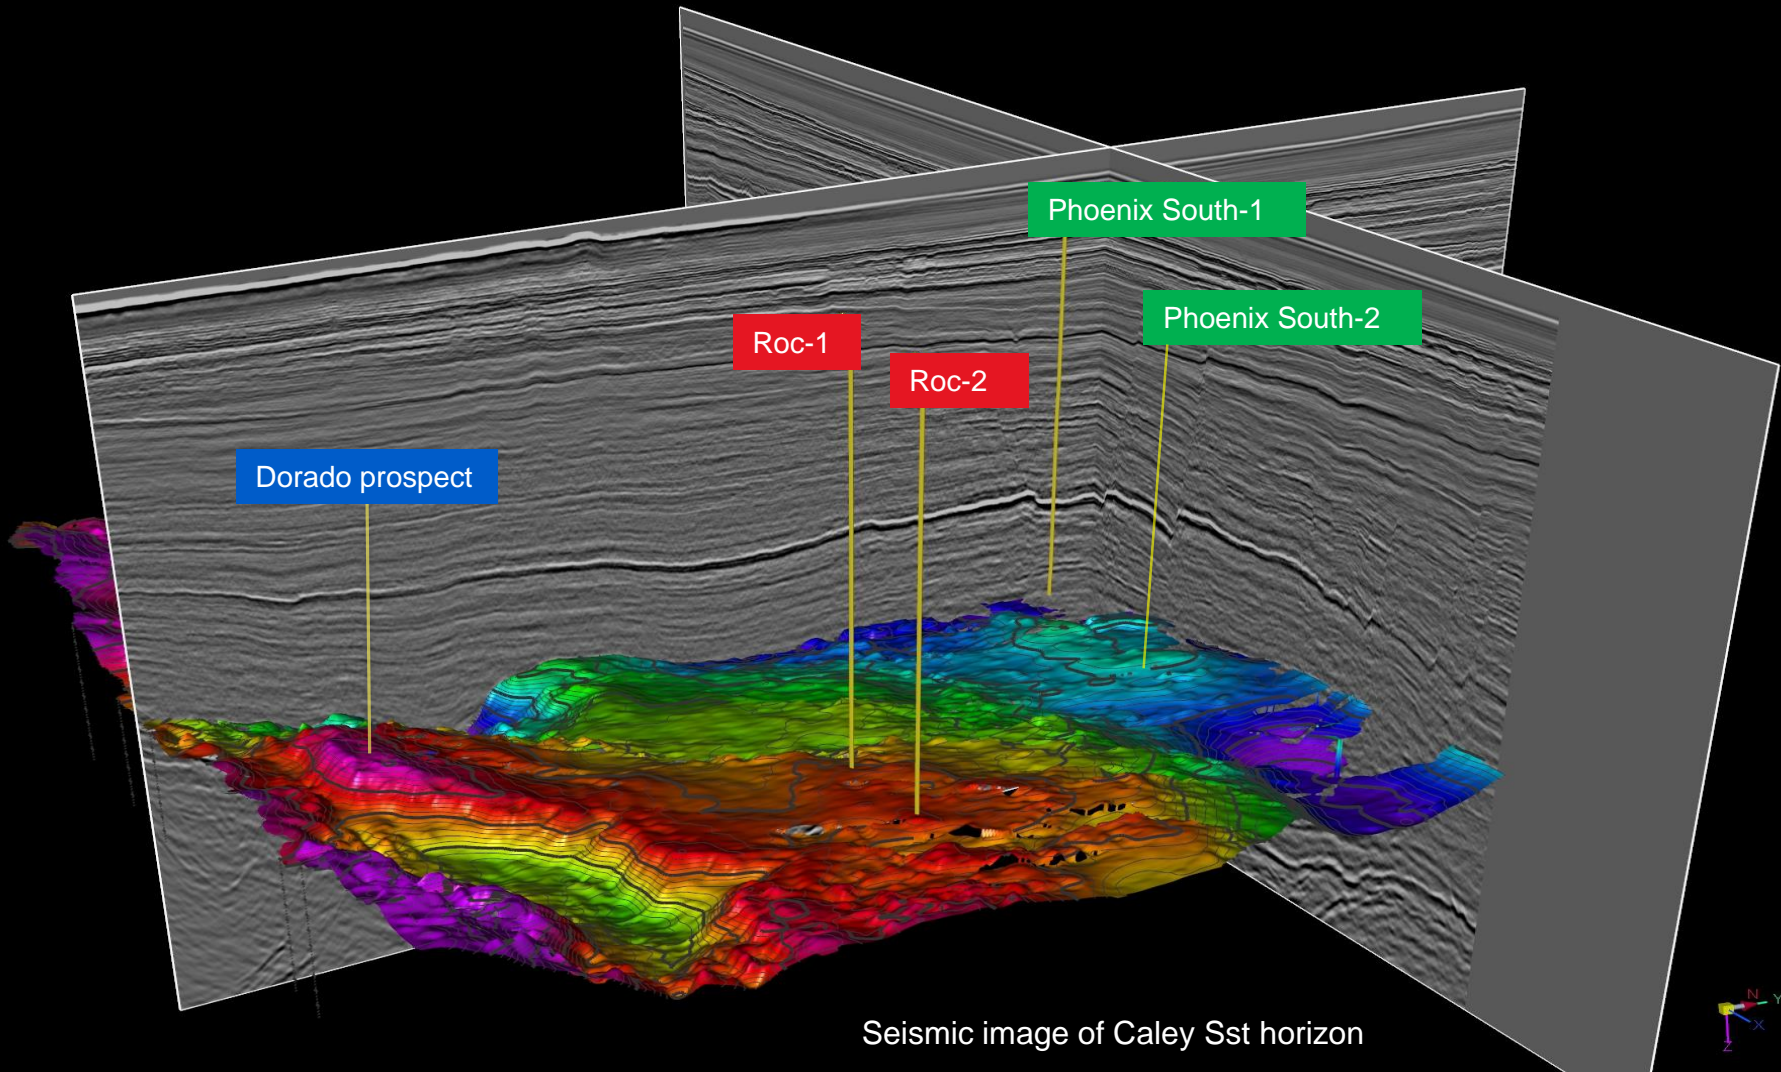 Phoenix South-1
Phoenix South-2
Roc-1
Roc-2
Dorado prospect
Seismic image of Caley Sst horizon
N
Y
X
Z